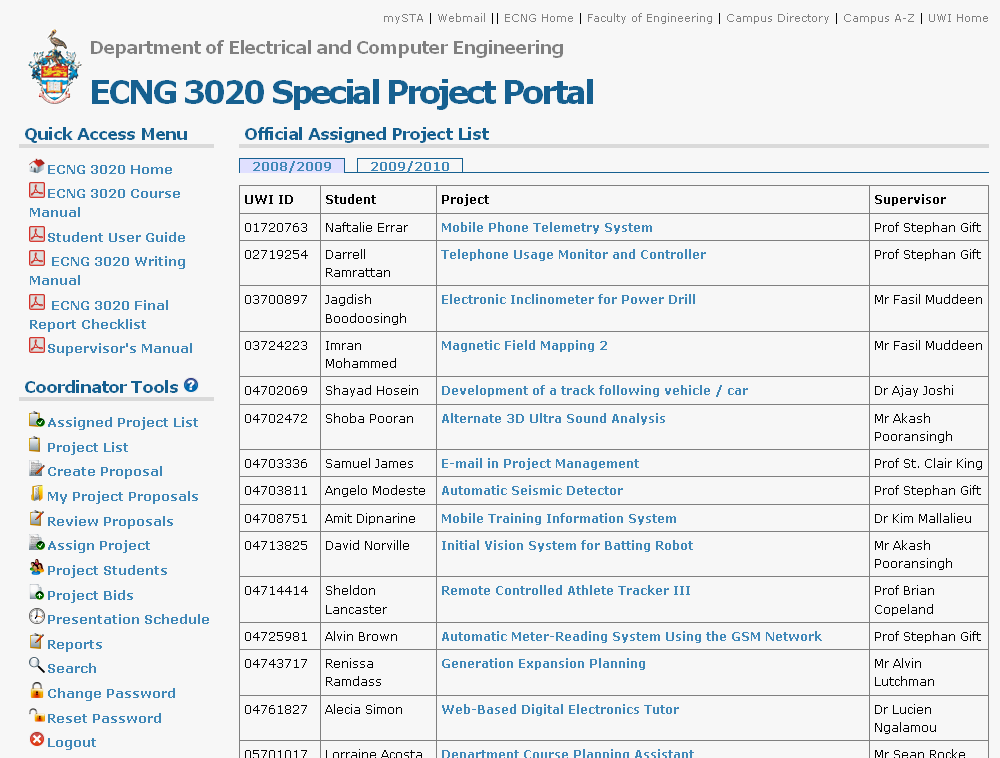 mySTA | Webmail || ECNG Home | Faculty of Engineering | Campus Directory | Campus A-Z | UWI Home
Department of Electrical and Computer Engineering
ECNG 3020 Special Project Portal
Quick Access Menu
ECNG 3020 Home
ECNG 3020 Course
Manual
Student User Guide
ECNG 3020 Writing
Manual
ECNG 3020 Final
Report Checklist
Supervisor's Manual
Coordinator Tools ?
Assigned Project List
Project List
Create Proposal
My Project Proposals
Review Proposals
Assign Project
Project Students
Project Bids
Presentation Schedule
Reports
Search
Change Password
Reset Password
Logout
Official Assigned Project List
2008/2009 2009/2010
UWI ID Student Project Supervisor
01720763 Naftalie Errar Mobile Phone Telemetry System Prof Stephan Gift
02719254 Darrell Telephone Usage Monitor and Controller Prof Stephan Gift
Ramrattan
03700897 Jagdish Electronic Inclinometer for Power Drill Mr Fasil Muddeen
Boodoosingh
03724223 Imran Magnetic Field Mapping 2 Mr Fasil Muddeen
Mohammed
04702069 Shayad Hosein Development of a track following vehicle / car Dr Ajay Joshi
04702472 Shoba Pooran Alternate 3D Ultra Sound Analysis Mr Akash
Pooransingh
04703336 Samuel James E-mail in Project Management Prof St. Clair King
04703811 Angelo Modeste Automatic Seismic Detector Prof Stephan Gift
04708751 Amit Dipnarine Mobile Training Information System Dr Kim Mallalieu
04713825 David Norville Initial Vision System for Batting Robot Mr Akash
Pooransingh
04714414 Sheldon Remote Controlled Athlete Tracker III Prof Brian
Lancaster Copeland
04725981 Alvin Brown Automatic Meter-Reading System Using the GSM Network Prof Stephan Gift
04743717 Renissa Generation Expansion Planning Mr Alvin
Ramdass Lutchman
04761827 Alecia Simon Web-Based Digital Electronics Tutor Dr Lucien
Ngalamou
05701017 Lorraine Acosta Department Course Planning Assistant Mr Sean Rocke